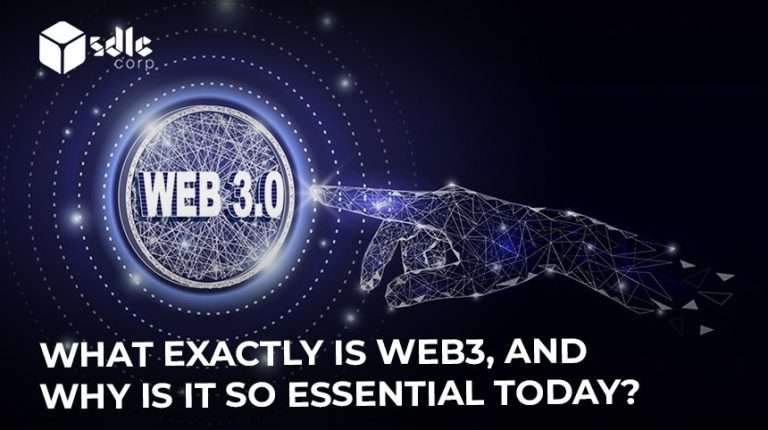 sdlc
corp
WEB 3.0
WHAT EXACTLY IS WEB3, AND
WHY IS IT SO ESSENTIAL TODAY?